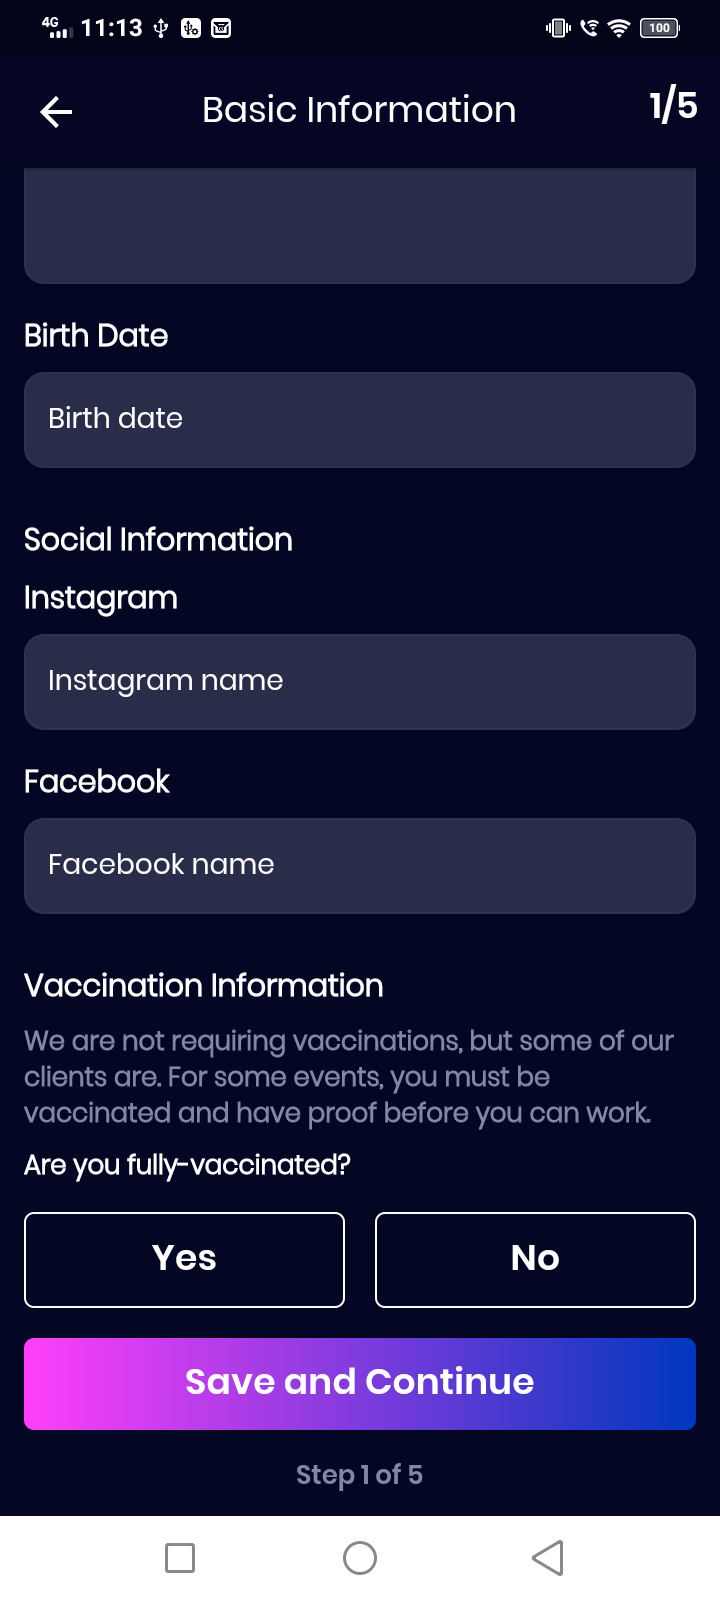 4G 11:13 100
Basic Information
1/5
Birth Date
Birth date
Social Information
Instagram
Instagram name
Facebook
Facebook name
Vaccination Information
We are not requiring vaccinations, but some of our
clients are. For some events, you must be
vaccinated and have proof before you can work.
Are you fully-vaccinated?
Yes No
Save and Continue
Step 1 of 5